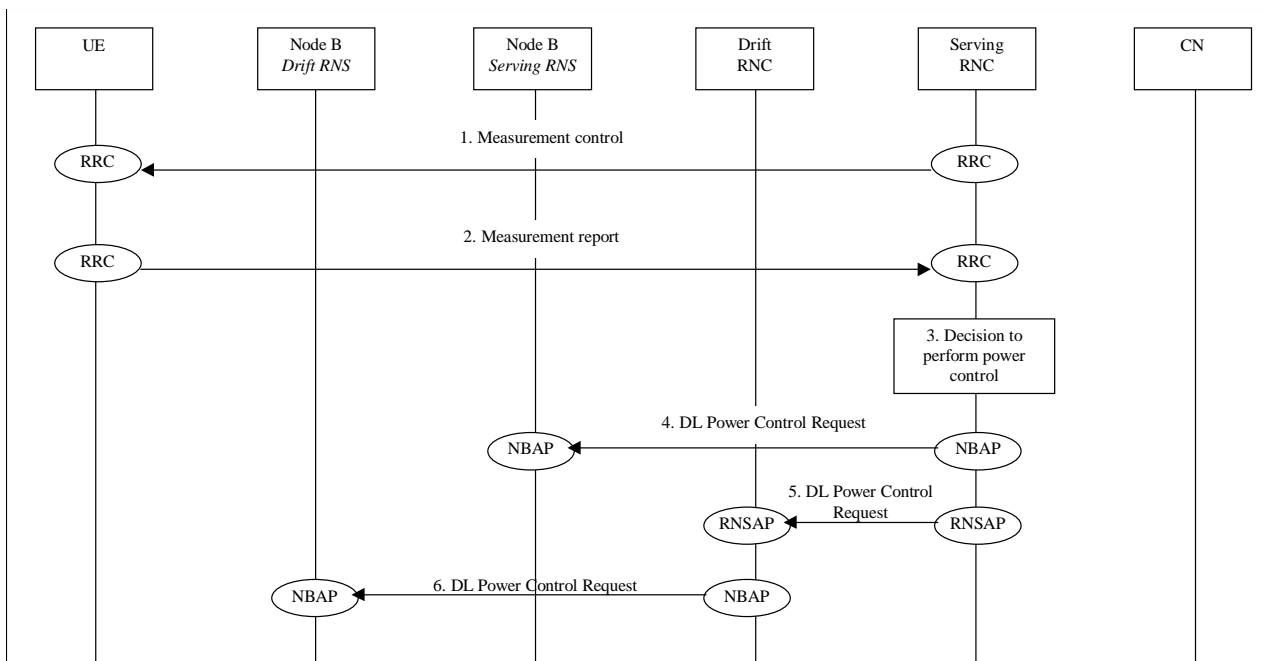 UE
Node B
Drift RNS
Node B
Serving RNS
Drift
RNC
Serving
RNC
CN
1. Measurement control
RRC
RRC
2. Measurement report
RRC
RRC
3. Decision to
perform power
control
4. DL Power Control Request
NBAP
NBAP
5. DL Power Control
Request
RNSAP
RNSAP
6. DL Power Control Request
NBAP
NBAP